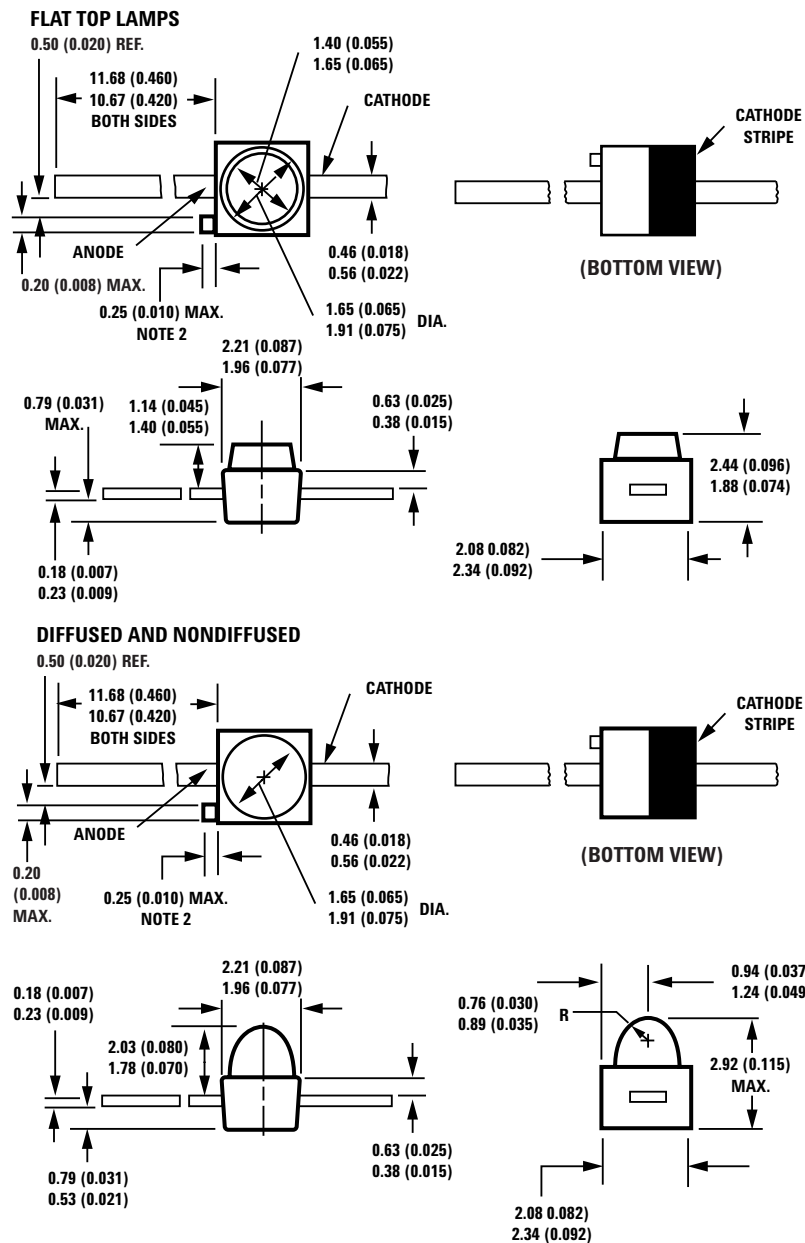 FLAT TOP LAMPS
0.50 (0.020) REF.
11.68 (0.460)
10.67 (0.420)
BOTH SIDES
1.40 (0.055)
1.65 (0.065)
CATHODE
CATHODE
STRIPE
ANODE
0.20 (0.008) MAX.
0.25 (0.010) MAX.
NOTE 2
0.46 (0.018)
0.56 (0.022)
1.65 (0.065)
1.91 (0.075)
DIA.
(BOTTOM VIEW)
0.79 (0.031)
MAX.
1.14 (0.045)
1.40 (0.055)
2.21 (0.087)
1.96 (0.077)
0.63 (0.025)
0.38 (0.015)
2.44 (0.096)
1.88 (0.074)
0.18 (0.007)
0.23 (0.009)
2.08 0.082)
2.34 (0.092)
DIFFUSED AND NONDIFFUSED
0.50 (0.020) REF.
11.68 (0.460)
10.67 (0.420)
BOTH SIDES
CATHODE
CATHODE
STRIPE
ANODE
0.20
(0.008)
MAX.
0.25 (0.010) MAX.
NOTE 2
0.46 (0.018)
0.56 (0.022)
1.65 (0.065)
1.91 (0.075)
DIA.
(BOTTOM VIEW)
0.18 (0.007)
0.23 (0.009)
2.21 (0.087)
1.96 (0.077)
2.03 (0.080)
1.78 (0.070)
0.79 (0.031)
0.53 (0.021)
0.63 (0.025)
0.38 (0.015)
0.76 (0.030)
0.89 (0.035)
R
0.94 (0.037
1.24 (0.049
2.92 (0.115)
MAX.
2.08 0.082)
2.34 (0.092)